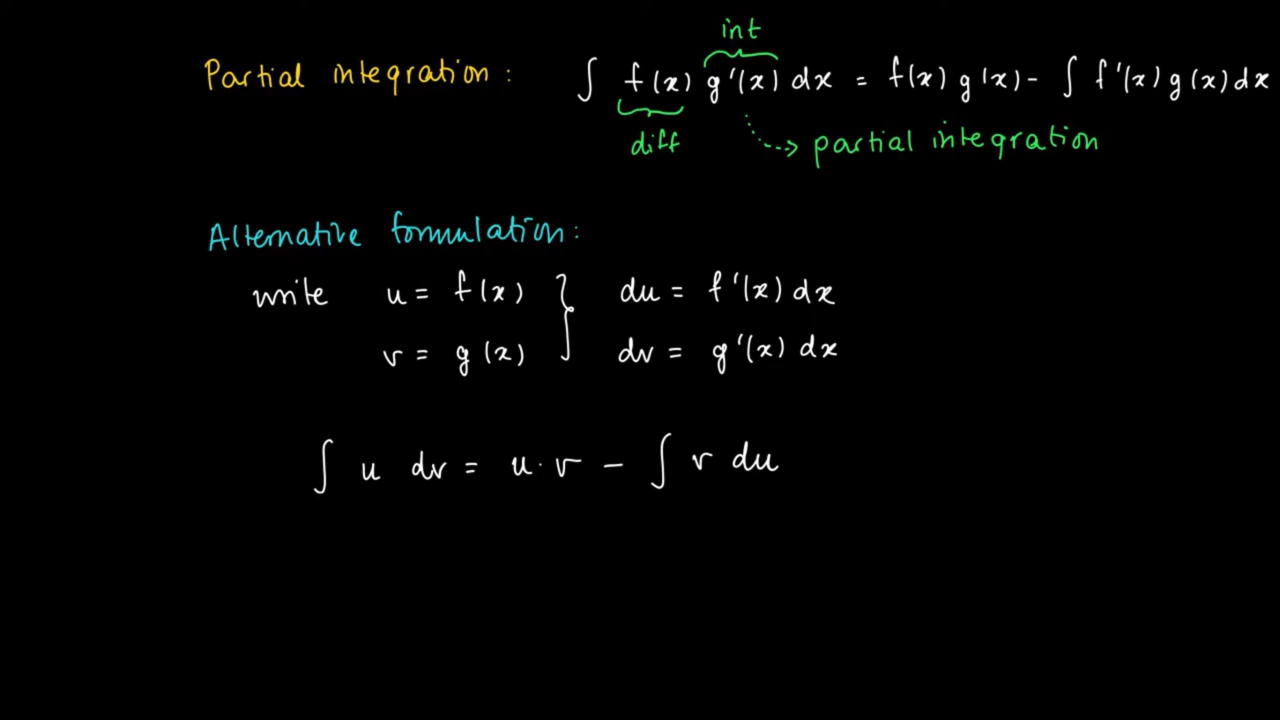 int
Partial integration : ∫ f(x) g'(x) dx = f(x) g(x) - ∫ f'(x) g(x) dx
diff ⋯> partial integration
Alternative formulation:
write u = f(x) } du = f'(x) dx
v = g(x) dv = g'(x) dx
∫ u dv = u · v - ∫ v du